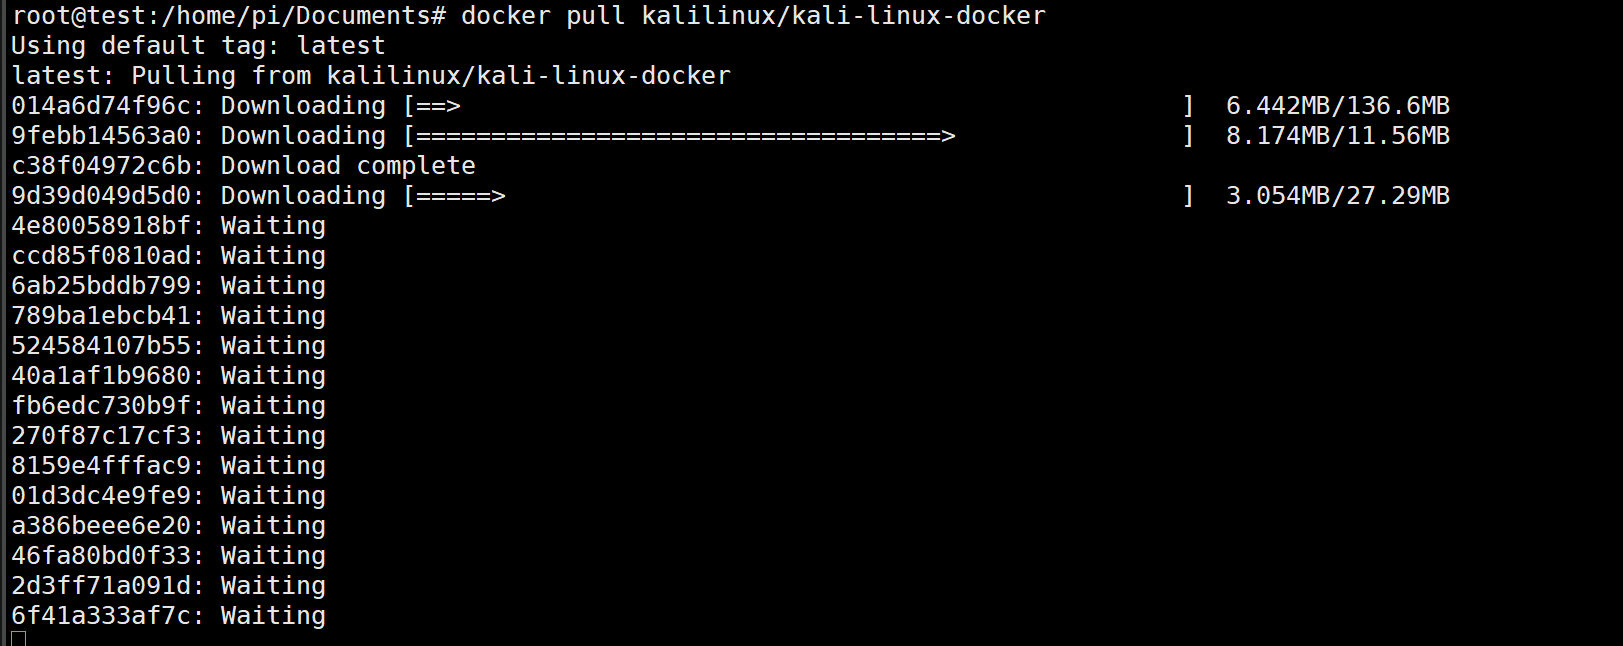 root@test:/home/pi/Documents# docker pull kalilinux/kali-linux-docker
Using default tag: latest
latest: Pulling from kalilinux/kali-linux-docker
014a6d74f96c: Downloading [==>                                                ]  6.442MB/136.6MB
9febb14563a0: Downloading [===================================>               ]  8.174MB/11.56MB
c38f04972c6b: Download complete
9d39d049d5d0: Downloading [=====>                                             ]  3.054MB/27.29MB
4e80058918bf: Waiting
ccd85f0810ad: Waiting
6ab25bddb799: Waiting
789ba1ebcb41: Waiting
524584107b55: Waiting
40a1af1b9680: Waiting
fb6edc730b9f: Waiting
270f87c17cf3: Waiting
8159e4fffac9: Waiting
01d3dc4e9fe9: Waiting
a386beee6e20: Waiting
46fa80bd0f33: Waiting
2d3ff71a091d: Waiting
6f41a333af7c: Waiting